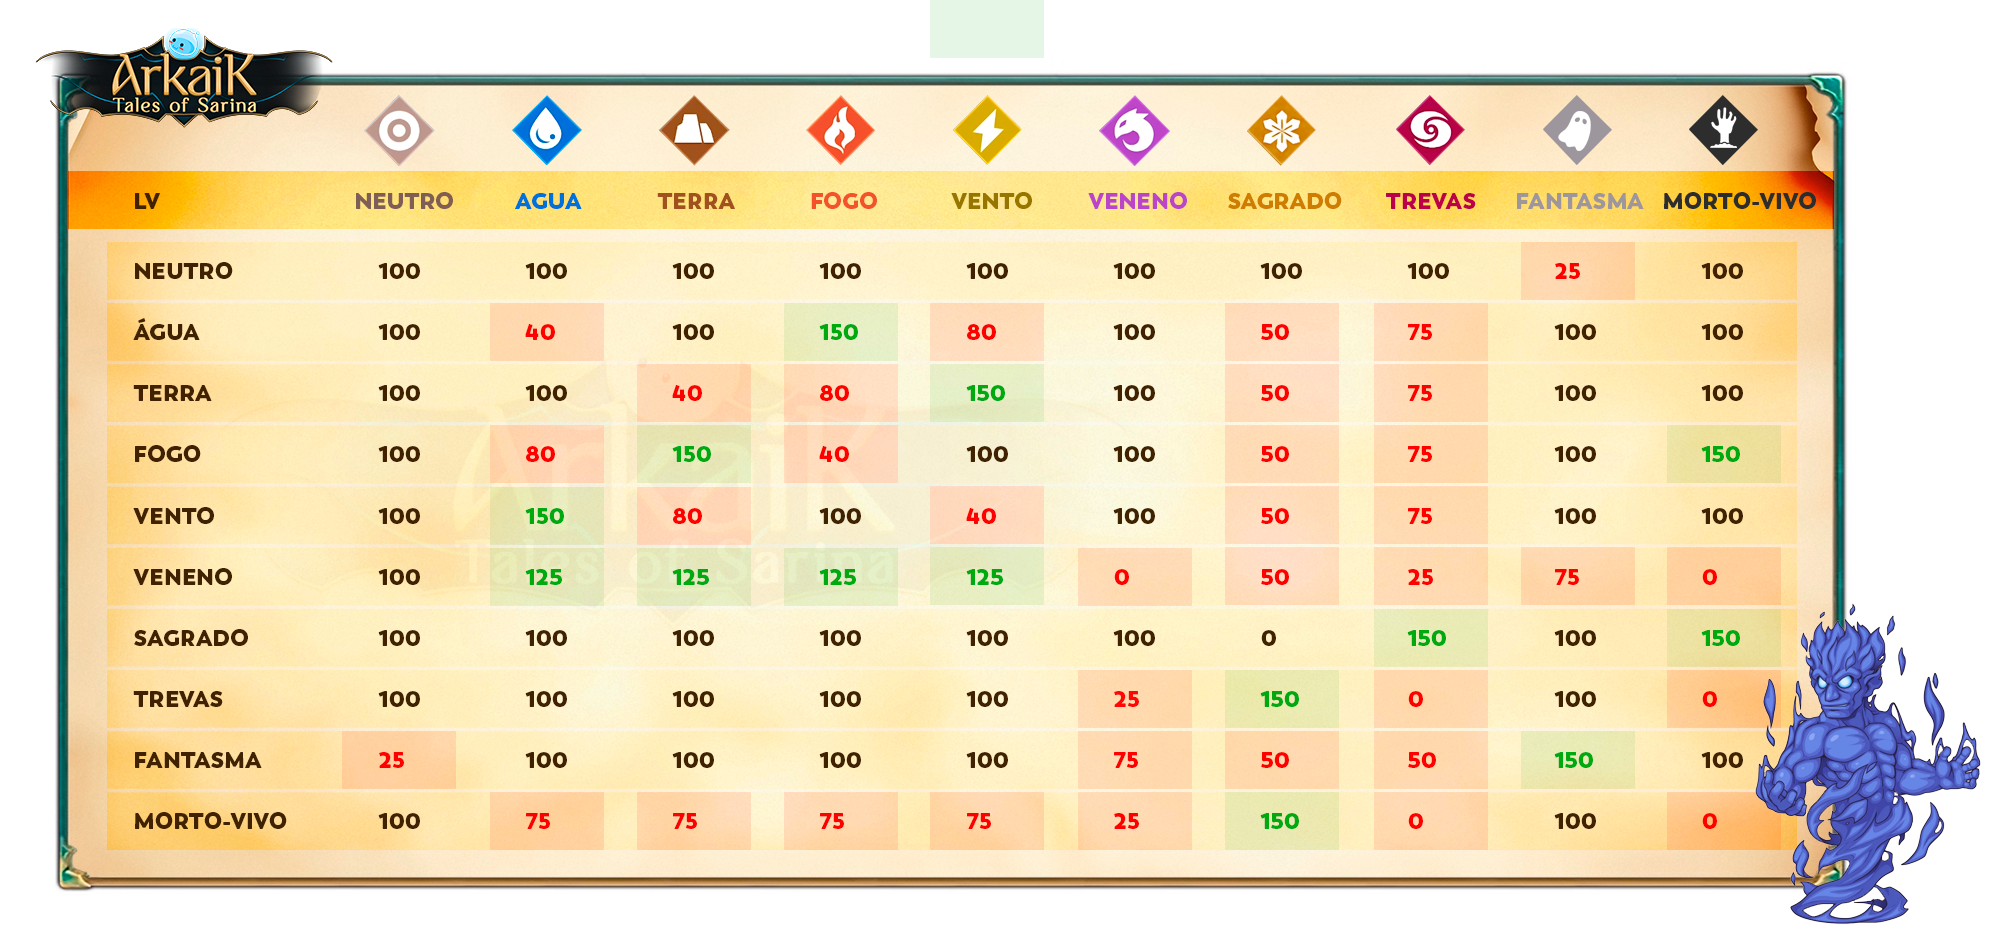 ArkaiK
Tales of Sarina
LV NEUTRO AGUA TERRA FOGO VENTO VENENO SAGRADO TREVAS FANTASMA MORTO-VIVO
NEUTRO 100 100 100 100 100 100 100 100 25 100
ÁGUA 100 40 100 150 80 100 50 75 100 100
TERRA 100 100 40 80 150 100 50 75 100 100
FOGO 100 80 150 40 100 100 50 75 100 150
VENTO 100 150 80 100 40 100 50 75 100 100
VENENO 100 125 125 125 125 0 50 25 75 0
SAGRADO 100 100 100 100 100 100 0 150 100 150
TREVAS 100 100 100 100 100 25 150 0 100 0
FANTASMA 25 100 100 100 100 75 50 50 150 100
MORTO-VIVO 100 75 75 75 75 25 150 0 100 0
ArkaiK
Tales of Sarina